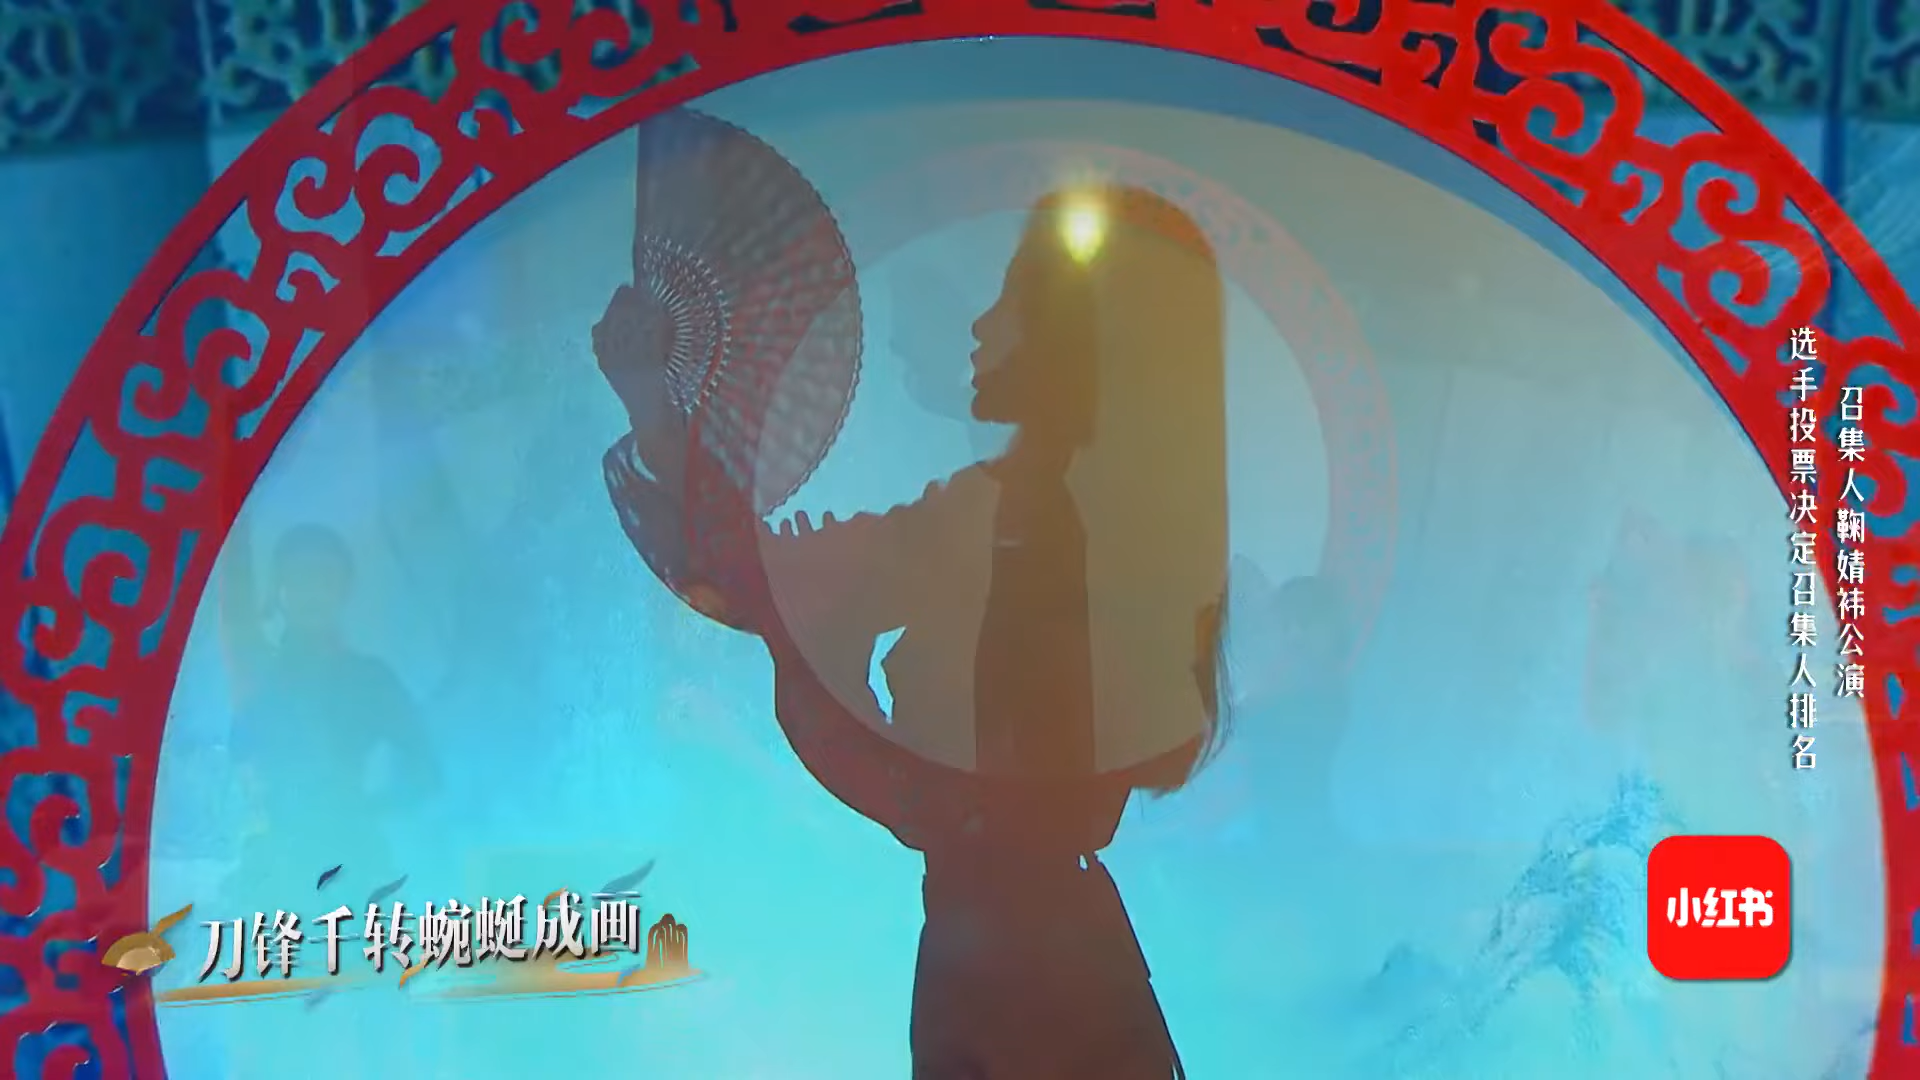 召集人鞠婧祎公演
选手投票决定召集人排名
刀锋千转蜿蜒成画
小红书